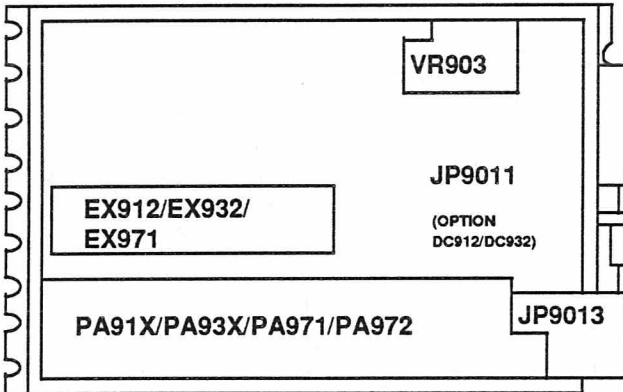 VR903
JP9011
EX912/EX932/
EX971
(OPTION
DC912/DC932)
PA91X/PA93X/PA971/PA972
JP9013